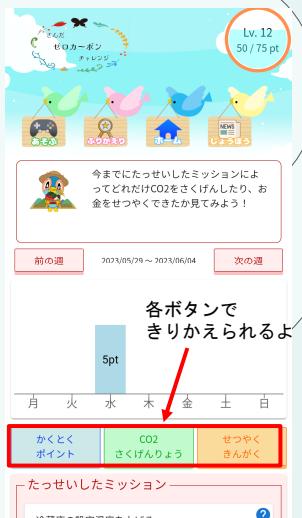 さんだ
ゼロカーボン
チャレンジ
Lv. 12
50 / 75 pt
あそぶ
ふりかえり
ホーム
NEWS
じょうほう
今までにたっせいしたミッションによ
ってどれだけCO2をさくげんしたり、お
金をせつやくできたか見てみよう！
前の週
2023/05/29 ～ 2023/06/04
次の週
各ボタンで
きりかえられるよ
5pt
月 火 水 木 金 土 日
かくとく
ポイント
CO2
さくげんりょう
せつやく
きんがく
たっせいしたミッション